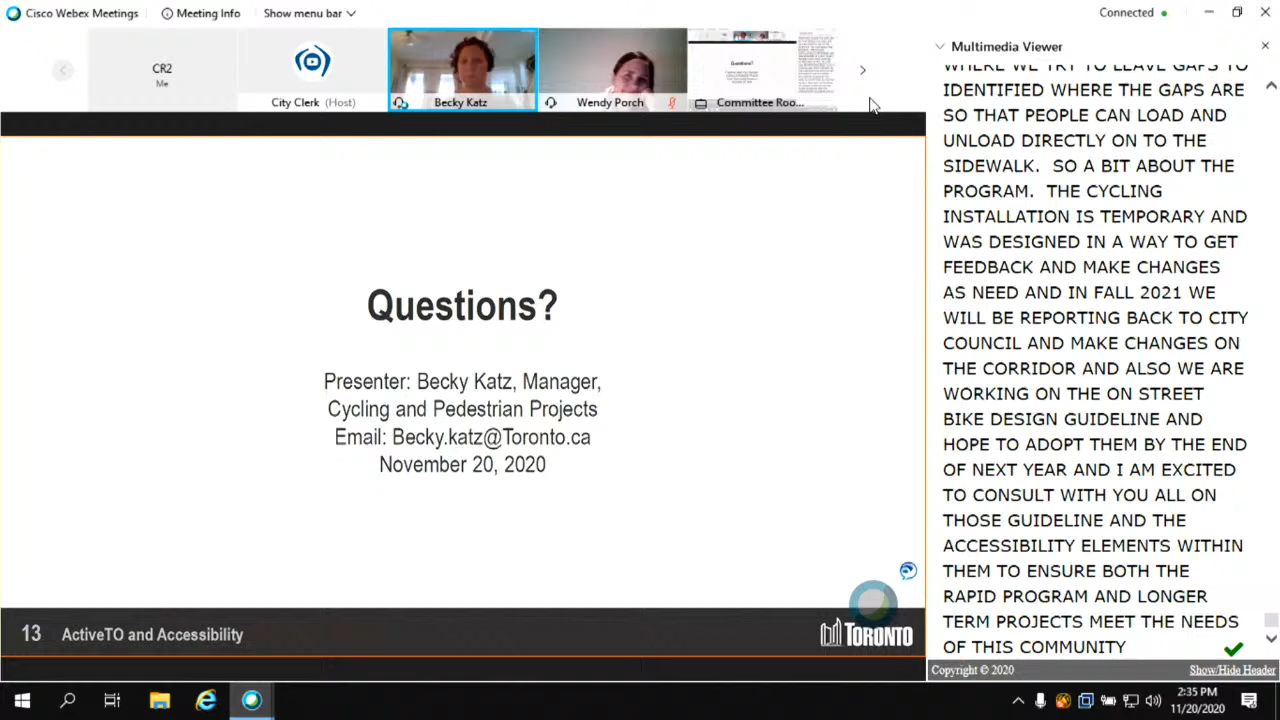 Cisco Webex Meetings
Meeting Info
Show menu bar
Connected
CR2
Me
City Clerk (Host)
Becky Katz
Wendy Porch
Committee Roo...
Questions?
Presenter: Becky Katz, Manager,
Cycling and Pedestrian Projects
Email: Becky.katz@Toronto.ca
November 20, 2020
13 ActiveTO and Accessibility
TORONTO
Multimedia Viewer
IDENTIFIED WHERE THE GAPS ARE
SO THAT PEOPLE CAN LOAD AND
UNLOAD DIRECTLY ON TO THE
SIDEWALK. SO A BIT ABOUT THE
PROGRAM. THE CYCLING
INSTALLATION IS TEMPORARY AND
WAS DESIGNED IN A WAY TO GET
FEEDBACK AND MAKE CHANGES
AS NEED AND IN FALL 2021 WE
WILL BE REPORTING BACK TO CITY
COUNCIL AND MAKE CHANGES ON
THE CORRIDOR AND ALSO WE ARE
WORKING ON THE ON STREET
BIKE DESIGN GUIDELINE AND
HOPE TO ADOPT THEM BY THE END
OF NEXT YEAR AND I AM EXCITED
TO CONSULT WITH YOU ALL ON
THOSE GUIDELINE AND THE
ACCESSIBILITY ELEMENTS WITHIN
THEM TO ENSURE BOTH THE
RAPID PROGRAM AND LONGER
TERM PROJECTS MEET THE NEEDS
OF THIS COMMUNITY
Copyright © 2020
Show/Hide Header
2:35 PM
11/20/2020